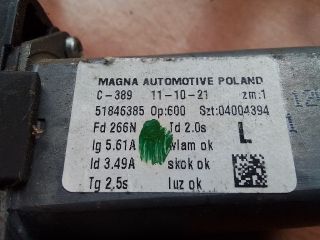 MAGNA AUTOMOTIVE POLAND
C-389 11-10-21 zm:1
51846385 Op:600 Szt:04004394
Fd 266N Td 2.0s
Ig 5.61A wlam ok L
Id 3.49A skok ok
Tg 2,5s luz ok